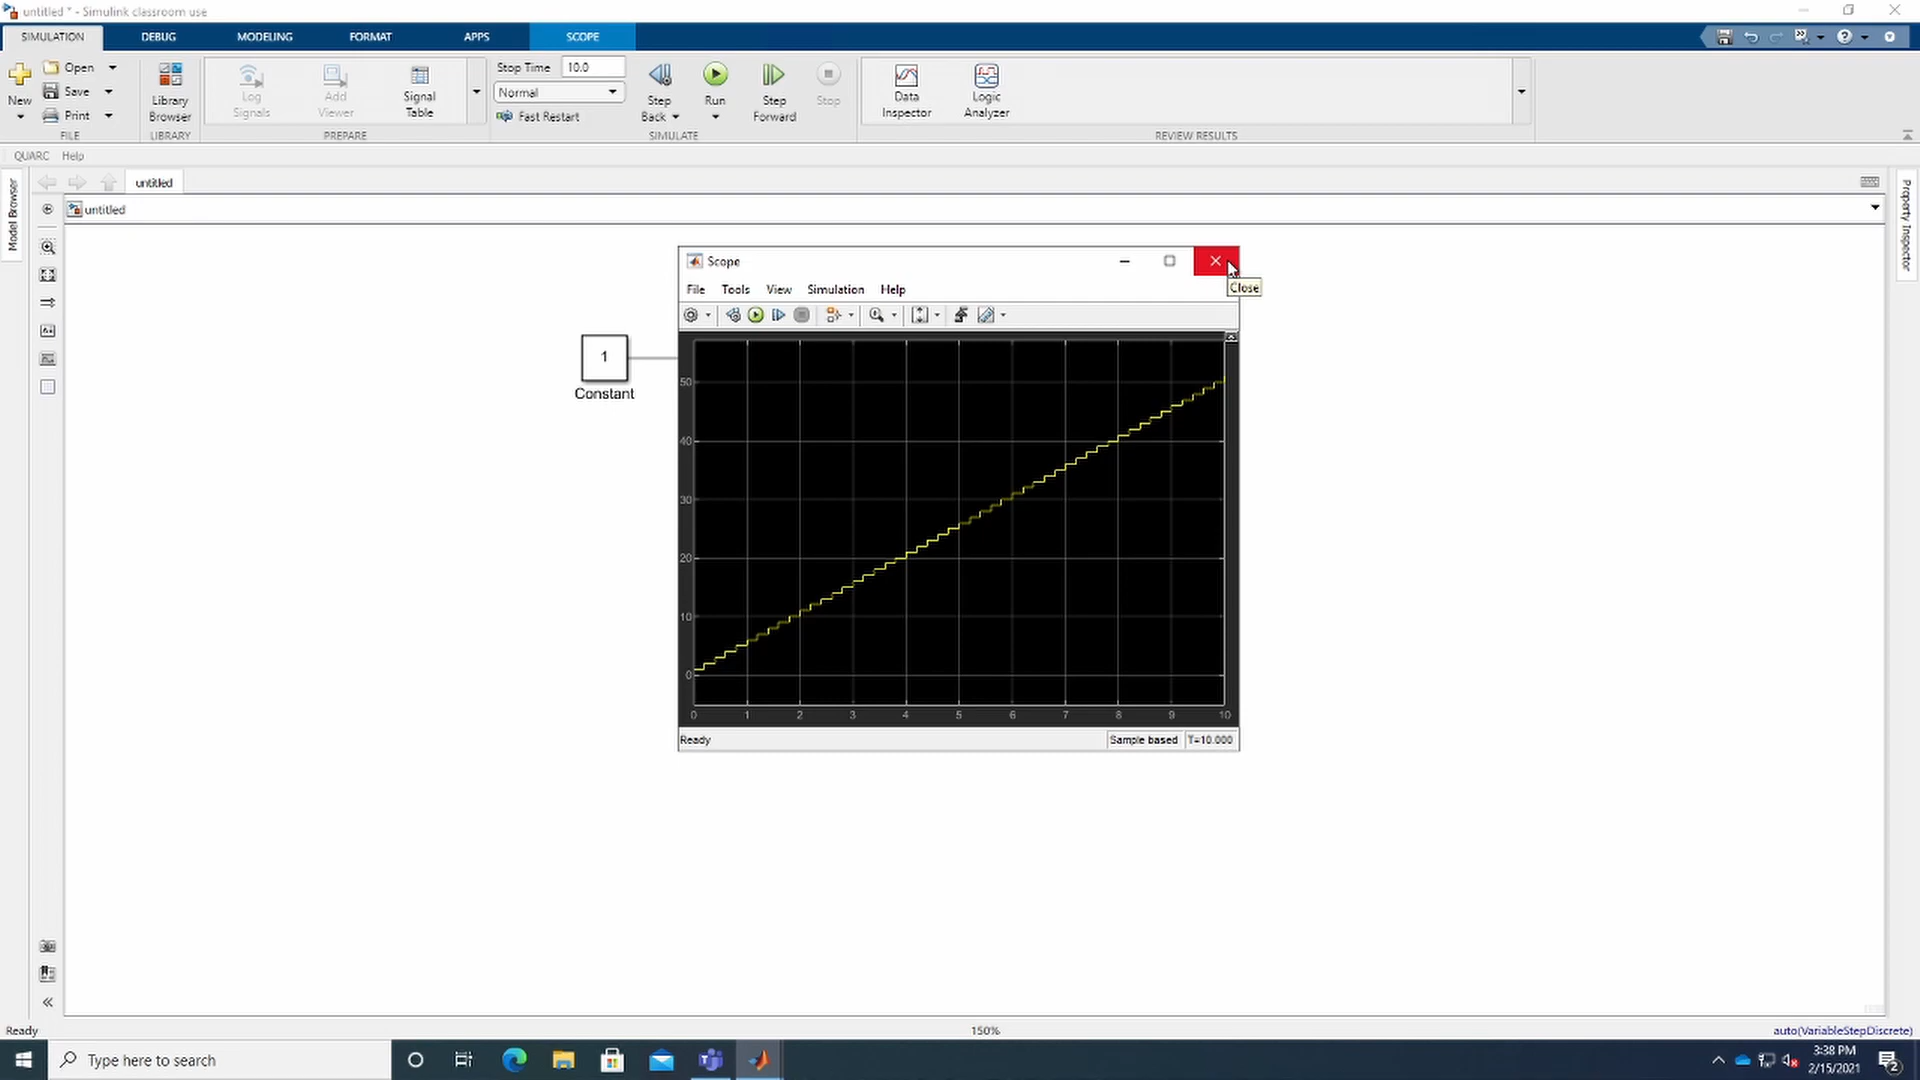 untitled * - Simulink classroom use
SIMULATION DEBUG MODELING FORMAT APPS SCOPE
New
Open
Save
Print
FILE
Library Browser
LIBRARY
Log Signals
Add Viewer
Signal Table
PREPARE
Stop Time 10.0
Normal
Fast Restart
Step Back
Run
Step Forward
Stop
SIMULATE
Data Inspector
Logic Analyzer
REVIEW RESULTS
QUARC Help
untitled
untitled
Model Browser
Property Inspector
Scope
Close
File Tools View Simulation Help
1
Constant
50
40
30
20
10
0
0 1 2 3 4 5 6 7 8 9 10
Ready Sample based T=10.000
Ready 150% auto(VariableStepDiscrete)
Type here to search
3:38 PM
2/15/2021
2